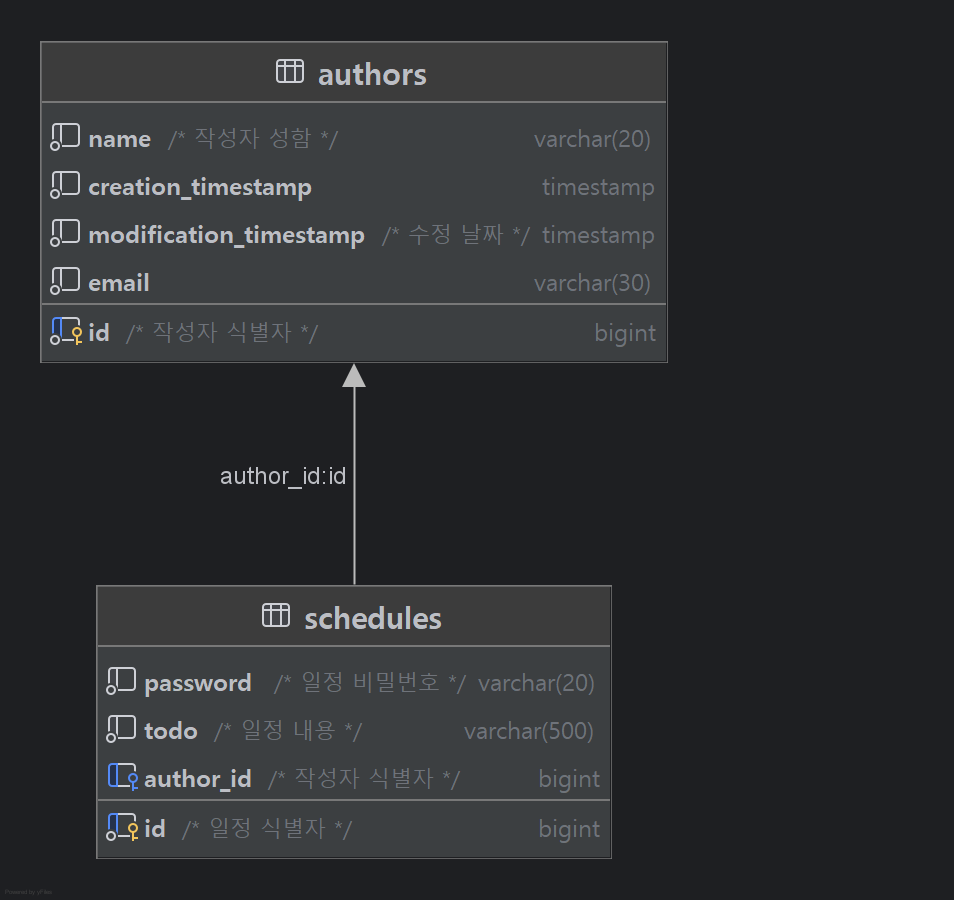 authors
name /* 작성자 성함 */ varchar(20)
creation_timestamp timestamp
modification_timestamp /* 수정 날짜 */ timestamp
email varchar(30)
id /* 작성자 식별자 */ bigint
author_id:id
schedules
password /* 일정 비밀번호 */ varchar(20)
todo /* 일정 내용 */ varchar(500)
author_id /* 작성자 식별자 */ bigint
id /* 일정 식별자 */ bigint
Powered by yFiles